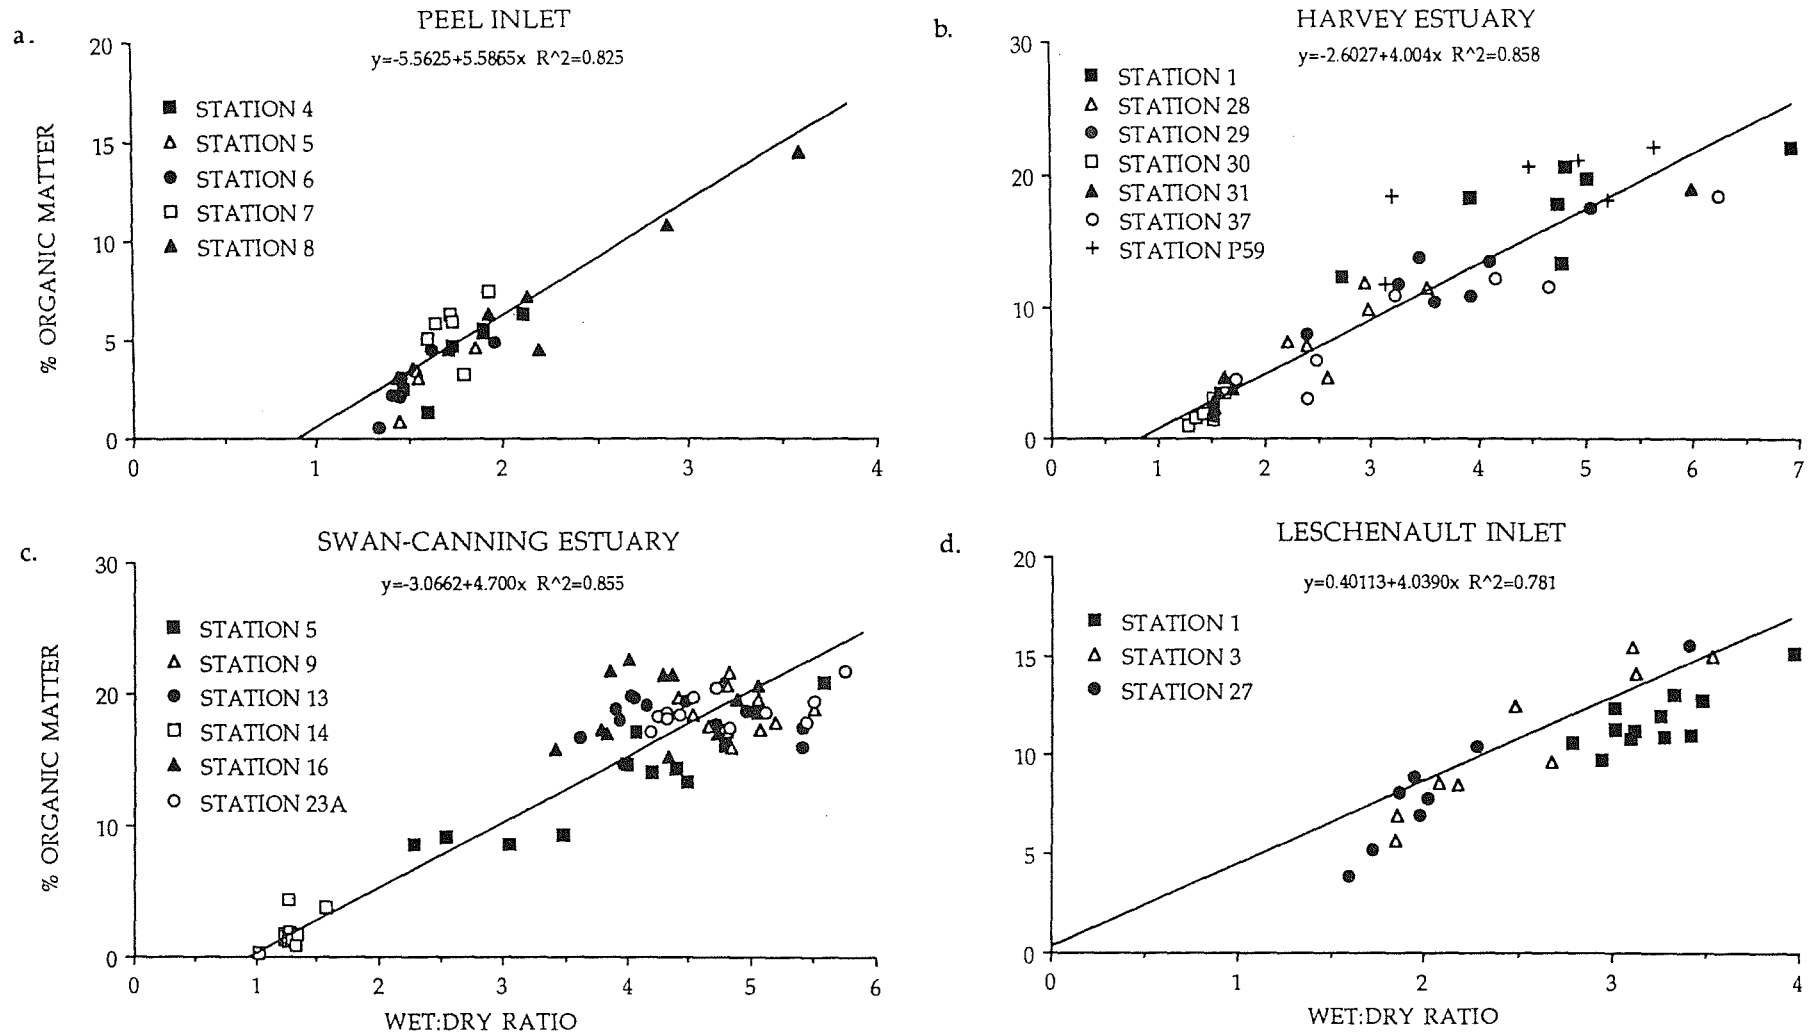 a.
PEEL INLET
y=-5.5625+5.5865x R^2=0.825
% ORGANIC MATTER
20
15
10
5
0
STATION 4
STATION 5
STATION 6
STATION 7
STATION 8
0 1 2 3 4
b.
HARVEY ESTUARY
y=-2.6027+4.004x R^2=0.858
30
20
10
0
STATION 1
STATION 28
STATION 29
STATION 30
STATION 31
STATION 37
STATION P59
0 1 2 3 4 5 6 7
c.
SWAN-CANNING ESTUARY
y=-3.0662+4.700x R^2=0.855
% ORGANIC MATTER
30
20
10
0
STATION 5
STATION 9
STATION 13
STATION 14
STATION 16
STATION 23A
0 1 2 3 4 5 6
WET:DRY RATIO
d.
LESCHENAULT INLET
y=0.40113+4.0390x R^2=0.781
20
15
10
5
0
STATION 1
STATION 3
STATION 27
0 1 2 3 4
WET:DRY RATIO